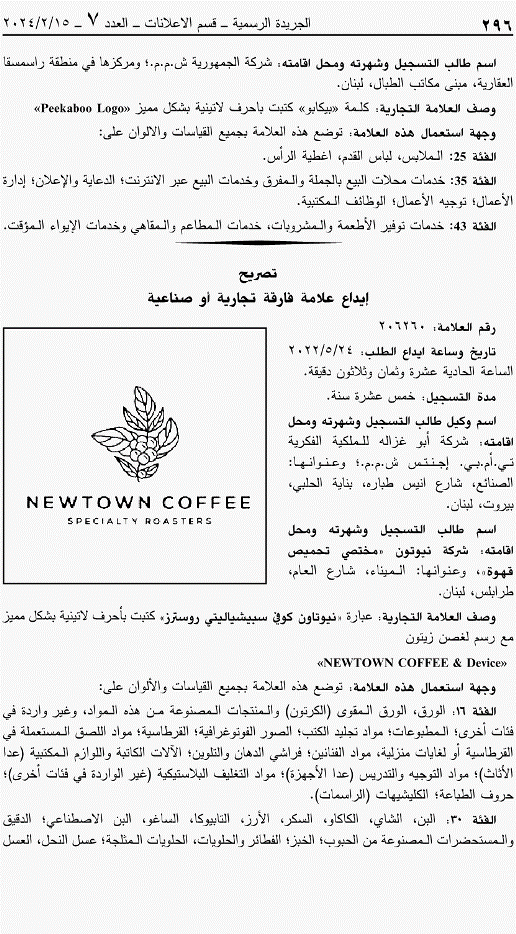 ٢٩٦
الجريدة الرسمية ــ قسم الاعلانات ــ العدد ٧ ــ ٢٠٢٤/٢/١٥
اسم طالب التسجيل وشهرته ومحل اقامته: شركة الجمهورية ش.م.م.؛ ومركزها في منطقة راسمسقا
العقارية، مبنى مكاتب الطبال، لبنان.
وصف العلامة التجارية: كلمة «بيكابو» كتبت باحرف لاتينية بشكل مميز «Peekaboo Logo»
وجهة استعمال هذه العلامة: توضع هذه العلامة بجميع القياسات والالوان على:
الفئة 25: الملابس، لباس القدم، اغطية الرأس.
الفئة 35: خدمات محلات البيع بالجملة والمفرق وخدمات البيع عبر الانترنت؛ الدعاية والإعلان؛ إدارة
الأعمال؛ توجيه الأعمال؛ الوظائف المكتبية.
الفئة 43: خدمات توفير الأطعمة والمشروبات، خدمات المطاعم والمقاهي وخدمات الإيواء المؤقت.
تصريح
إيداع علامة فارقة تجارية أو صناعية
رقم العلامة: ٢٠٦٢٦٠
تاريخ وساعة ايداع الطلب: ٢٠٢٢/٥/٢٤
الساعة الحادية عشرة وثمان وثلاثون دقيقة.
مدة التسجيل: خمس عشرة سنة.
اسم وكيل طالب التسجيل وشهرته ومحل
اقامته: شركة أبو غزاله للملكية الفكرية
تي.أم.بي. إجنتس ش.م.م.؛ وعنوانها:
الصنائع، شارع انيس طباره، بناية الحلبي،
بيروت، لبنان.
اسم طالب التسجيل وشهرته ومحل
اقامته: شركة نيوتون «مختصي تحميص
قهوة»، وعنوانها: الميناء، شارع العام،
طرابلس، لبنان.
NEWTOWN COFFEE
SPECIALTY ROASTERS
وصف العلامة التجارية: عبارة «نيوتاون كوفي سبيشياليتي روسترز» كتبت بأحرف لاتينية بشكل مميز
مع رسم لغصن زيتون
«NEWTOWN COFFEE & Device»
وجهة استعمال هذه العلامة: توضع هذه العلامة بجميع القياسات والألوان على:
الفئة ١٦: الورق، الورق المقوى (الكرتون) والمنتجات المصنوعة من هذه المواد، وغير واردة في
فئات أخرى؛ المطبوعات؛ مواد تجليد الكتب؛ الصور الفوتوغرافية؛ القرطاسية؛ مواد اللصق المستعملة في
القرطاسية أو لغايات منزلية، مواد الفنانين؛ فراشي الدهان والتلوين؛ الآلات الكاتبة واللوازم المكتبية (عدا
الأثاث)؛ مواد التوجيه والتدريس (عدا الأجهزة)؛ مواد التغليف البلاستيكية (غير الواردة في فئات أخرى)؛
حروف الطباعة؛ الكليشيهات (الراسمات).
الفئة ٣٠: البن، الشاي، الكاكاو، السكر، الأرز، التابيوكا، الساغو، البن الاصطناعي؛ الدقيق
والمستحضرات المصنوعة من الحبوب؛ الخبز؛ الفطائر والحلويات، الحلويات المثلجة؛ عسل النحل، العسل